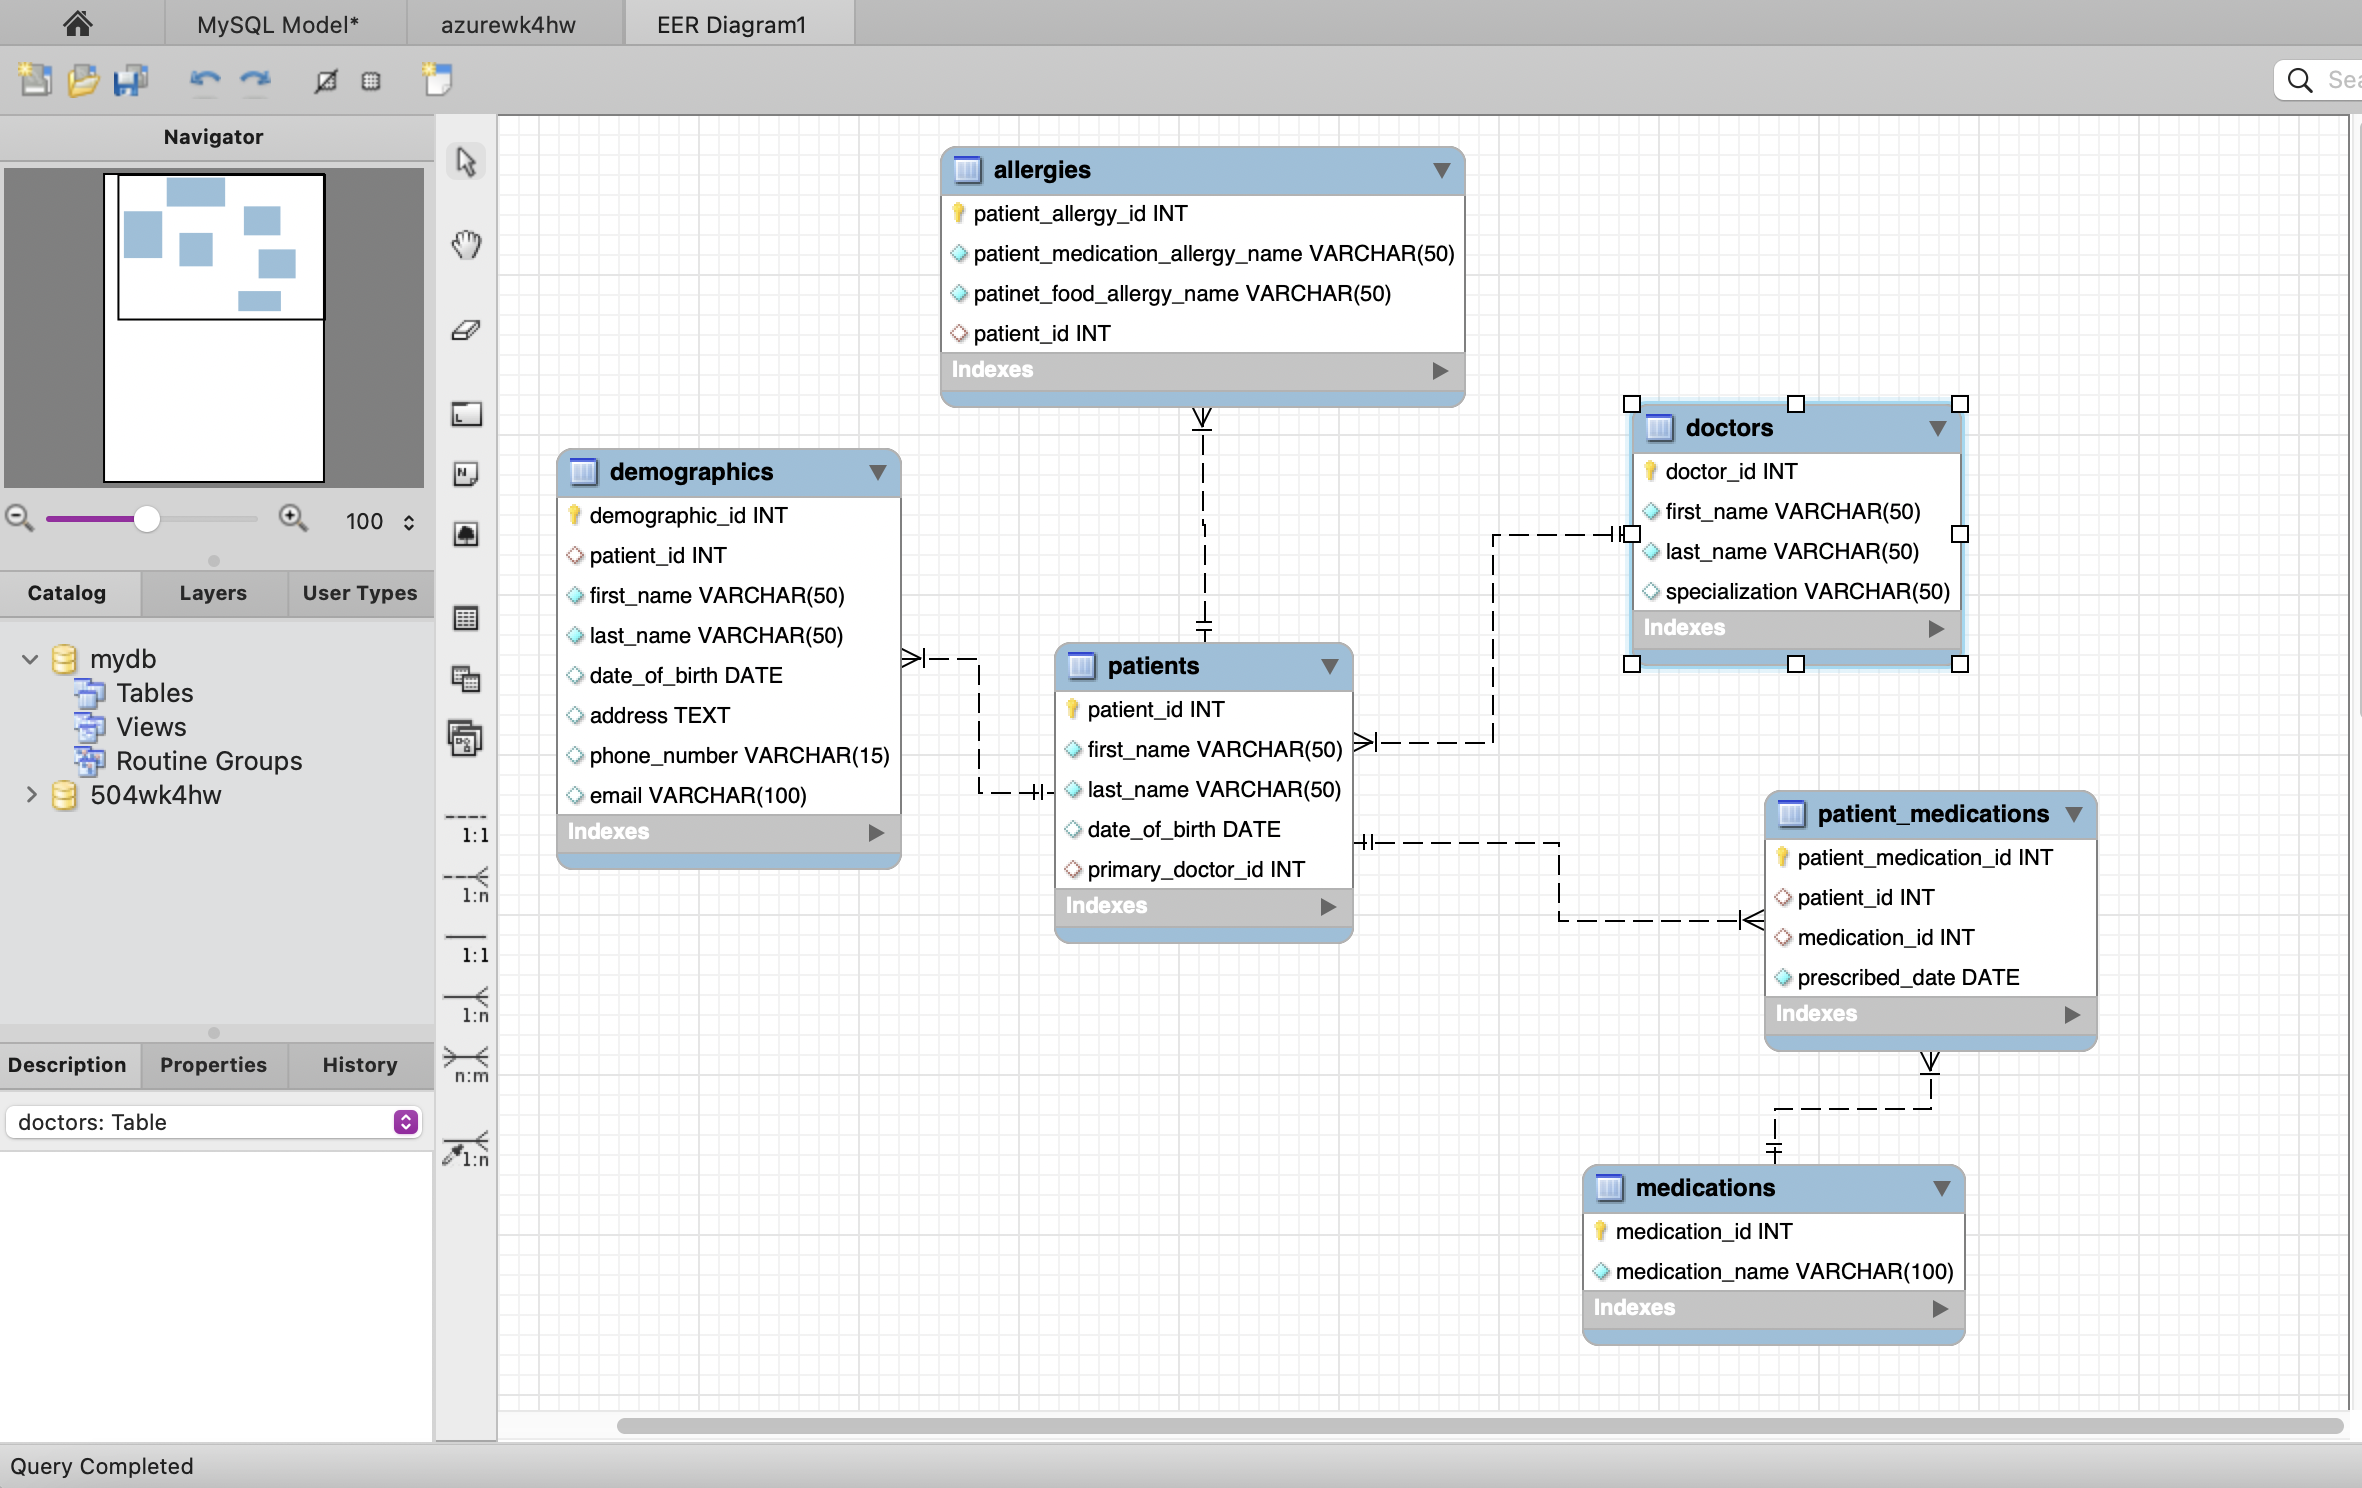 MySQL Model*
azurewk4hw
EER Diagram1
Navigator
100
Catalog
Layers
User Types
mydb
Tables
Views
Routine Groups
504wk4hw
Description
Properties
History
doctors: Table
N
1:1
1:n
1:1
1:n
n:m
1:n
allergies
patient_allergy_id INT
patient_medication_allergy_name VARCHAR(50)
patinet_food_allergy_name VARCHAR(50)
patient_id INT
Indexes
demographics
demographic_id INT
patient_id INT
first_name VARCHAR(50)
last_name VARCHAR(50)
date_of_birth DATE
address TEXT
phone_number VARCHAR(15)
email VARCHAR(100)
Indexes
patients
patient_id INT
first_name VARCHAR(50)
last_name VARCHAR(50)
date_of_birth DATE
primary_doctor_id INT
Indexes
doctors
doctor_id INT
first_name VARCHAR(50)
last_name VARCHAR(50)
specialization VARCHAR(50)
Indexes
patient_medications
patient_medication_id INT
patient_id INT
medication_id INT
prescribed_date DATE
Indexes
medications
medication_id INT
medication_name VARCHAR(100)
Indexes
Query Completed